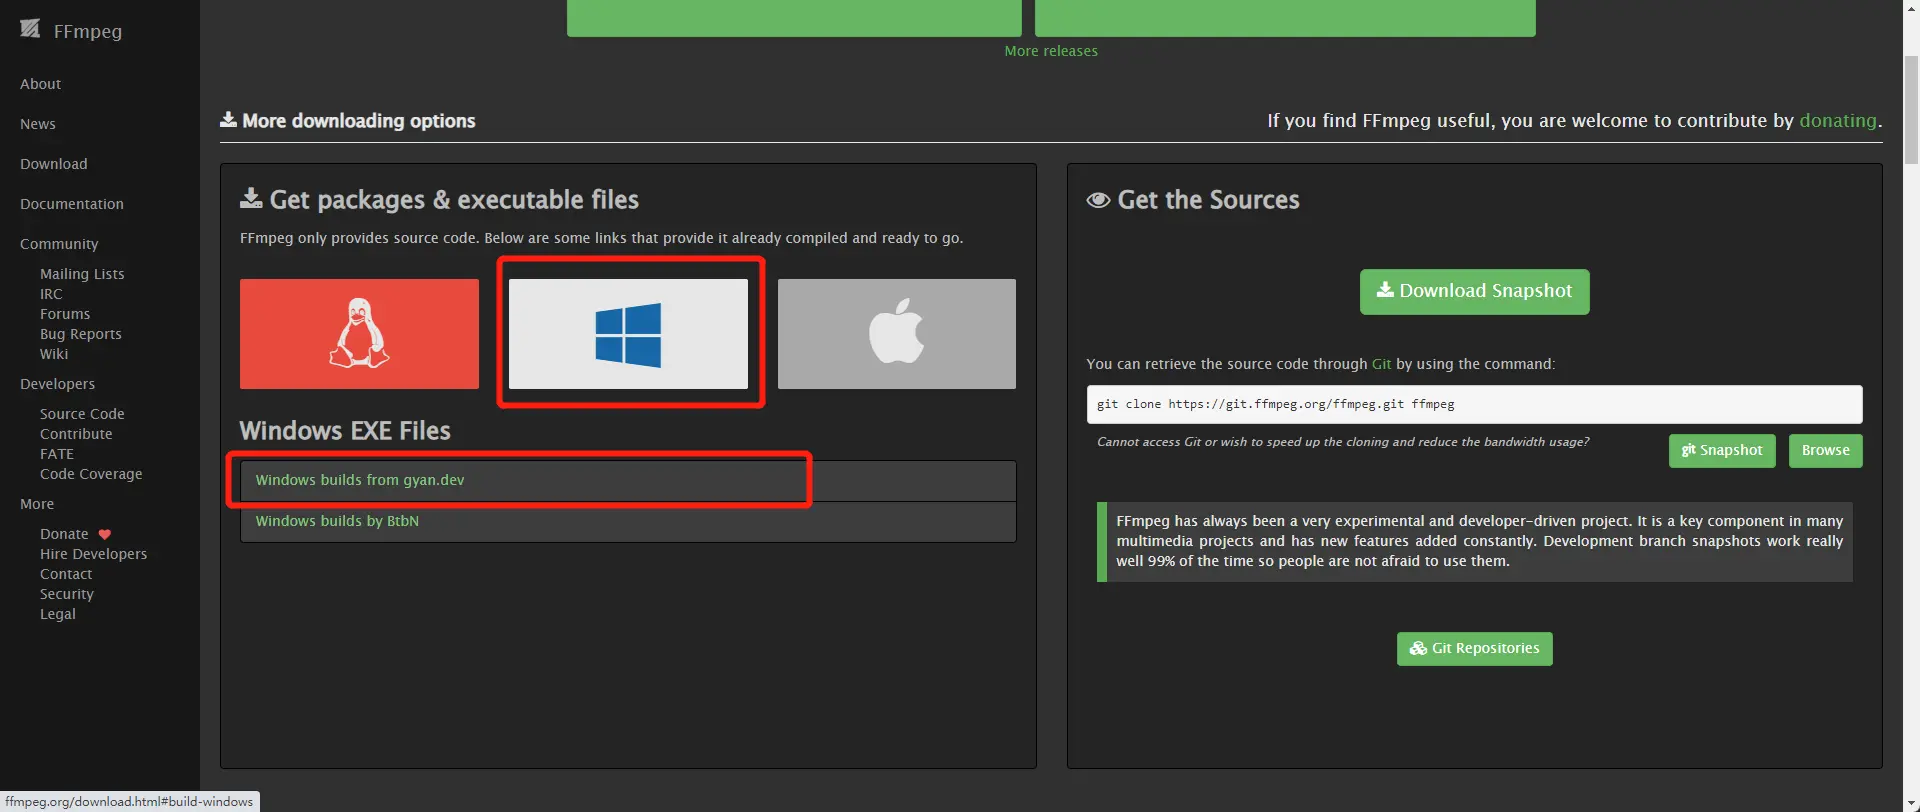 FFmpeg
About
News
Download
Documentation
Community
Mailing Lists
IRC
Forums
Bug Reports
Wiki
Developers
Source Code
Contribute
FATE
Code Coverage
More
Donate
Hire Developers
Contact
Security
Legal
More releases
More downloading options
If you find FFmpeg useful, you are welcome to contribute by donating.
Get packages & executable files
FFmpeg only provides source code. Below are some links that provide it already compiled and ready to go.
Windows EXE Files
Windows builds from gyan.dev
Windows builds by BtbN
Get the Sources
Download Snapshot
You can retrieve the source code through Git by using the command:
git clone https://git.ffmpeg.org/ffmpeg.git ffmpeg
Cannot access Git or wish to speed up the cloning and reduce the bandwidth usage?
git Snapshot
Browse
FFmpeg has always been a very experimental and developer-driven project. It is a key component in many
multimedia projects and has new features added constantly. Development branch snapshots work really
well 99% of the time so people are not afraid to use them.
Git Repositories
ffmpeg.org/download.html#build-windows